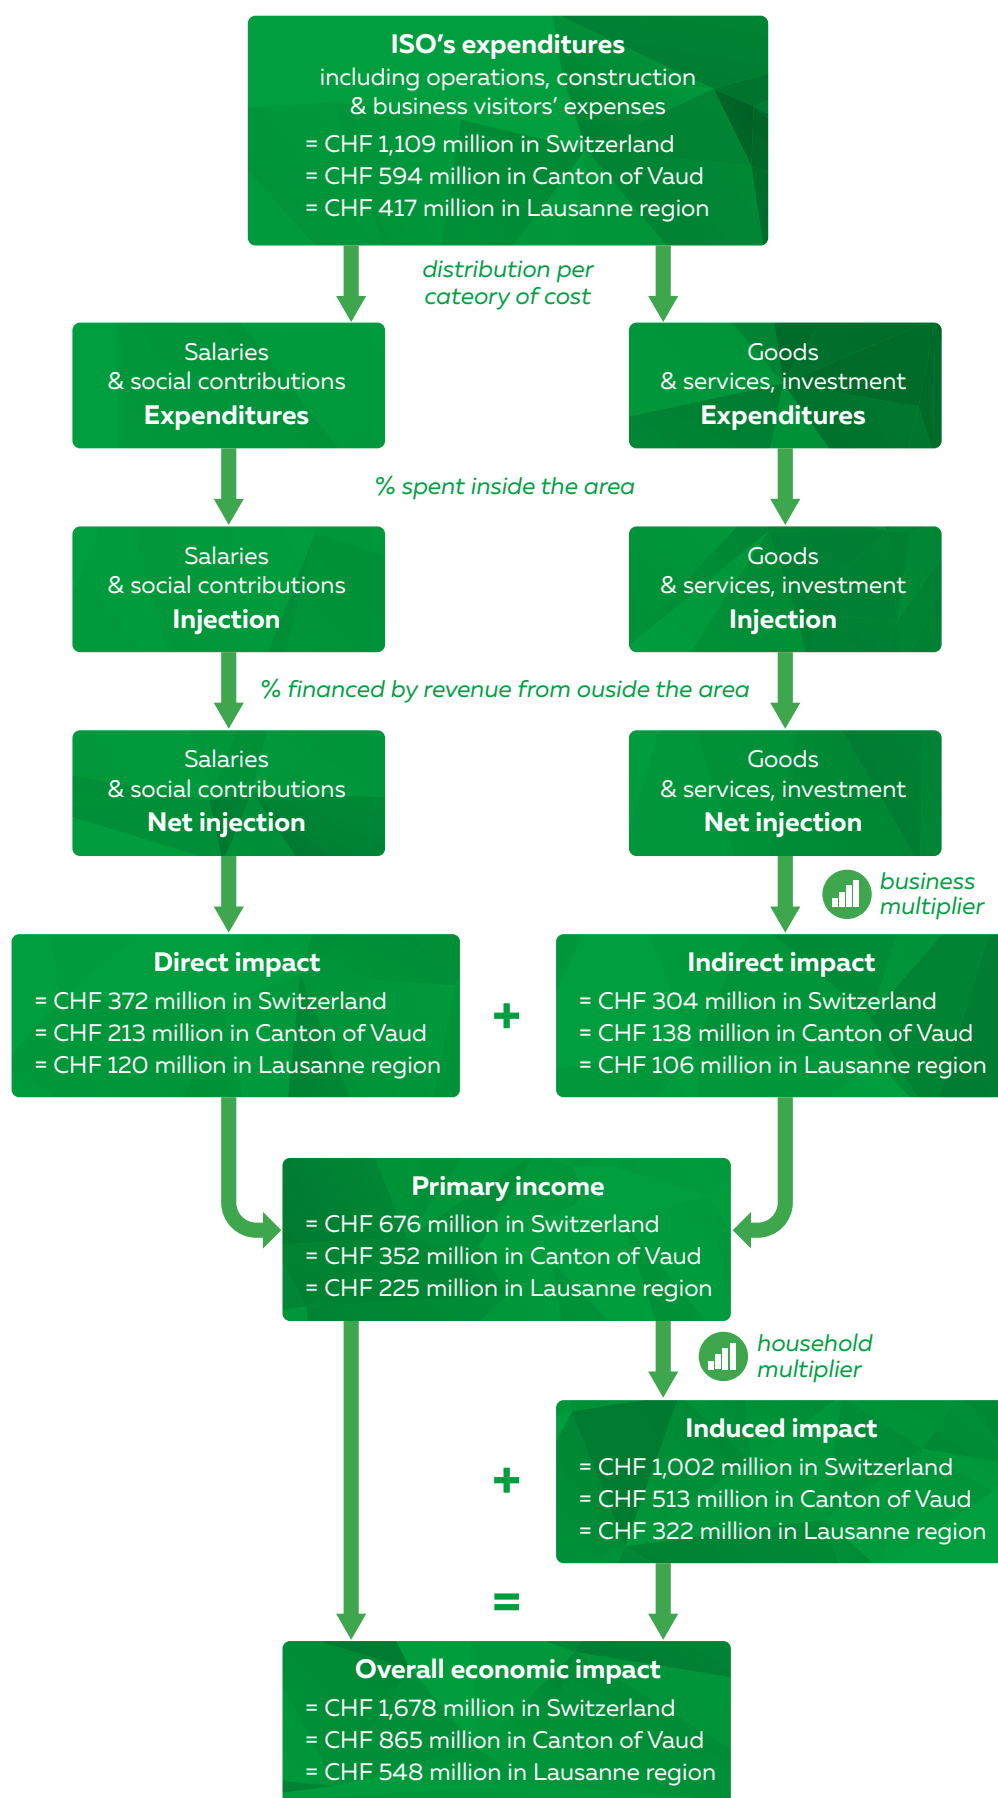 ISO's expenditures
including operations, construction
& business visitors' expenses
= CHF 1,109 million in Switzerland
= CHF 594 million in Canton of Vaud
= CHF 417 million in Lausanne region
distribution per
cateory of cost
Salaries
& social contributions
Expenditures
Goods
& services, investment
Expenditures
% spent inside the area
Salaries
& social contributions
Injection
Goods
& services, investment
Injection
% financed by revenue from ouside the area
Salaries
& social contributions
Net injection
Goods
& services, investment
Net injection
business
multiplier
Direct impact
= CHF 372 million in Switzerland
= CHF 213 million in Canton of Vaud
= CHF 120 million in Lausanne region
+
Indirect impact
= CHF 304 million in Switzerland
= CHF 138 million in Canton of Vaud
= CHF 106 million in Lausanne region
Primary income
= CHF 676 million in Switzerland
= CHF 352 million in Canton of Vaud
= CHF 225 million in Lausanne region
household
multiplier
+
Induced impact
= CHF 1,002 million in Switzerland
= CHF 513 million in Canton of Vaud
= CHF 322 million in Lausanne region
=
Overall economic impact
= CHF 1,678 million in Switzerland
= CHF 865 million in Canton of Vaud
= CHF 548 million in Lausanne region